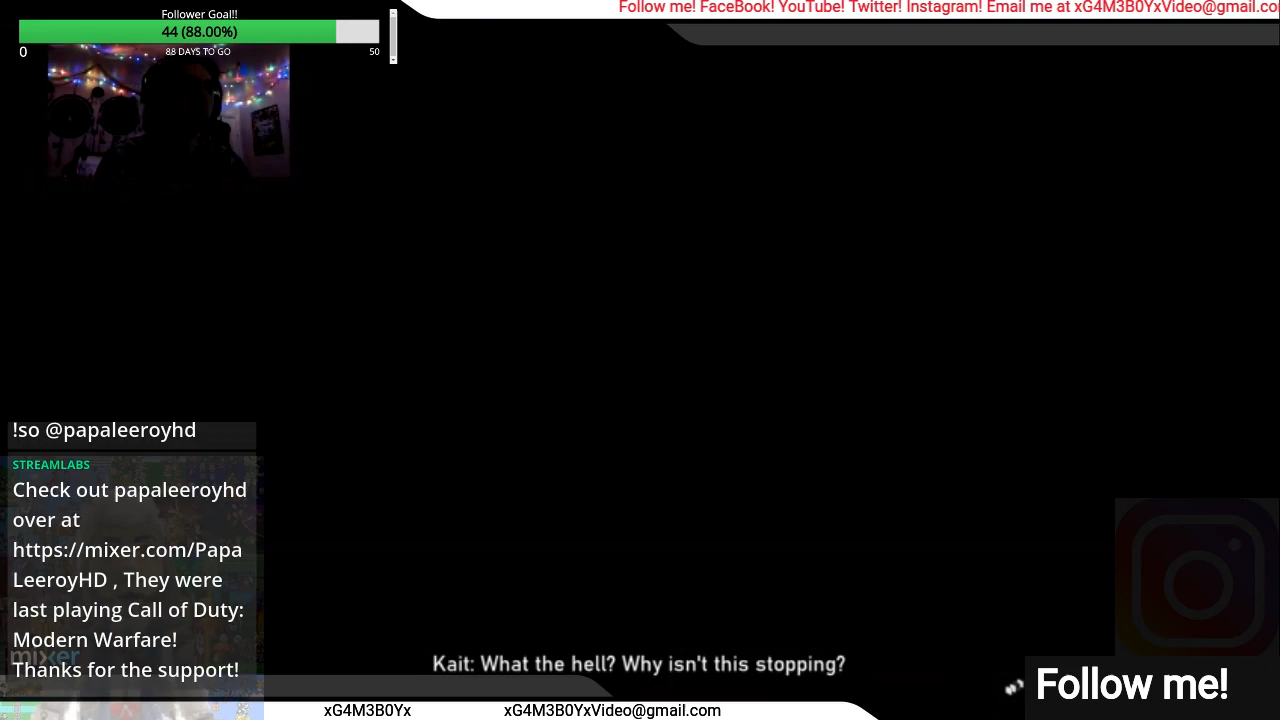 Follower Goal!!
44 (88.00%)
0
88 DAYS TO GO
50
Follow me! FaceBook! YouTube! Twitter! Instagram! Email me at xG4M3B0YxVideo@gmail.co
!so @papaleeroyhd
STREAMLABS
Check out papaleeroyhd
over at
https://mixer.com/Papa
LeeroyHD , They were
last playing Call of Duty:
Modern Warfare!
mixer
Thanks for the support!
Kait: What the hell? Why isn't this stopping?
Follow me!
xG4M3B0Yx
xG4M3B0YxVideo@gmail.com